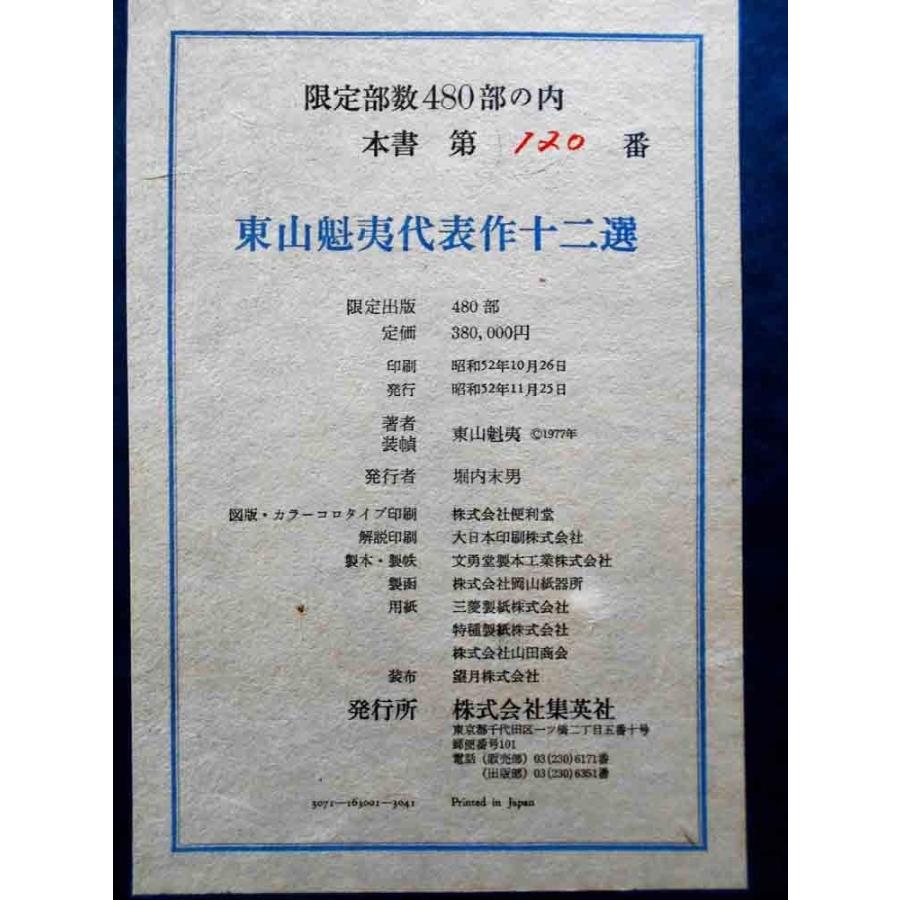 限定部数480部の内
本書 第 120 番
東山魁夷代表作十二選
限定出版 480部
定価 380,000円
印刷 昭和52年10月26日
発行 昭和52年11月25日
著者
装幀 東山魁夷 ©1977年
発行者 堀内末男
図版・カラーコロタイプ印刷 株式会社便利堂
解説印刷 大日本印刷株式会社
製本・製帙 文勇堂製本工業株式会社
製函 株式会社岡山紙器所
用紙 三菱製紙株式会社
特種製紙株式会社
株式会社山田商会
装布 望月株式会社
発行所 株式会社集英社
東京都千代田区一ツ橋二丁目五番十号
郵便番号101
電話（販売部）03(230)6171番
（出版部）03(230)6351番
3071―163001―3041 Printed in Japan